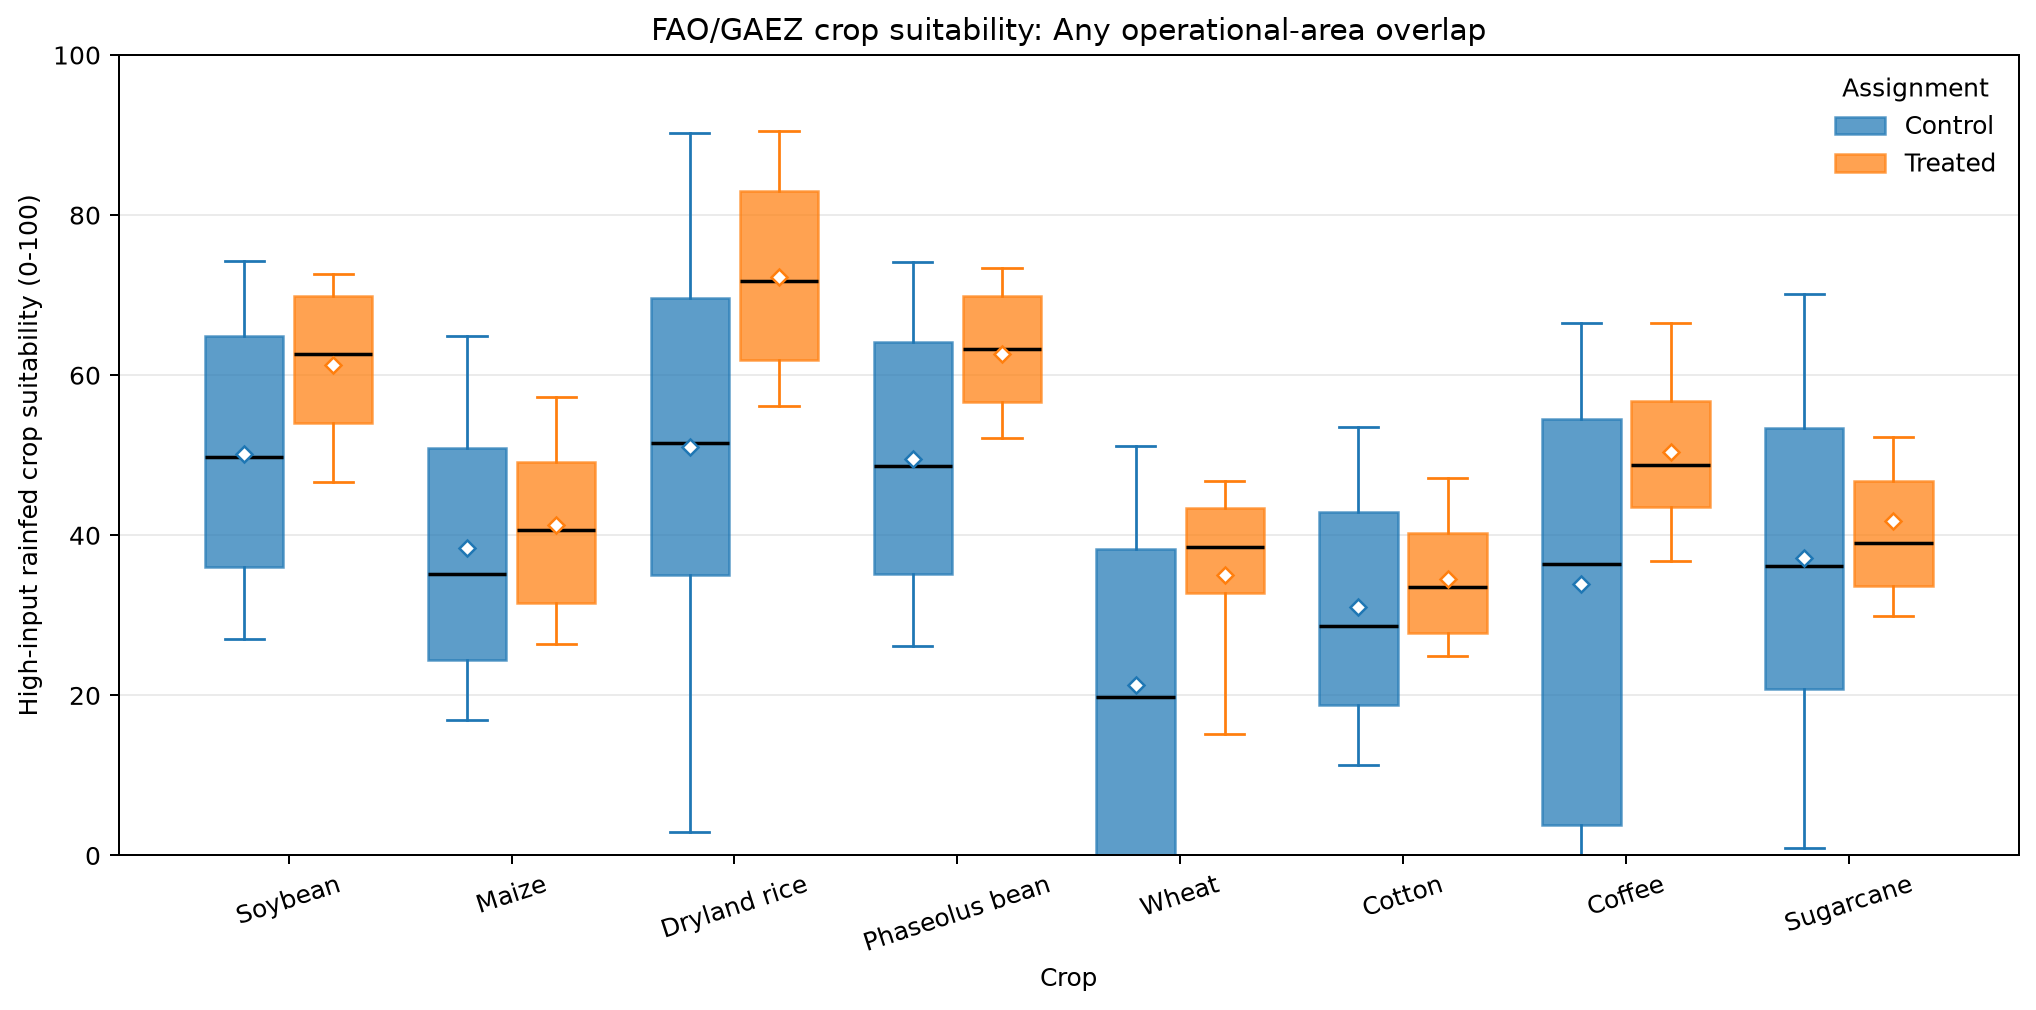 FAO/GAEZ crop suitability: Any operational-area overlap
High-input rainfed crop suitability (0-100)
100
80
60
40
20
0
Assignment
Control
Treated
Soybean
Maize
Dryland rice
Phaseolus bean
Wheat
Cotton
Coffee
Sugarcane
Crop